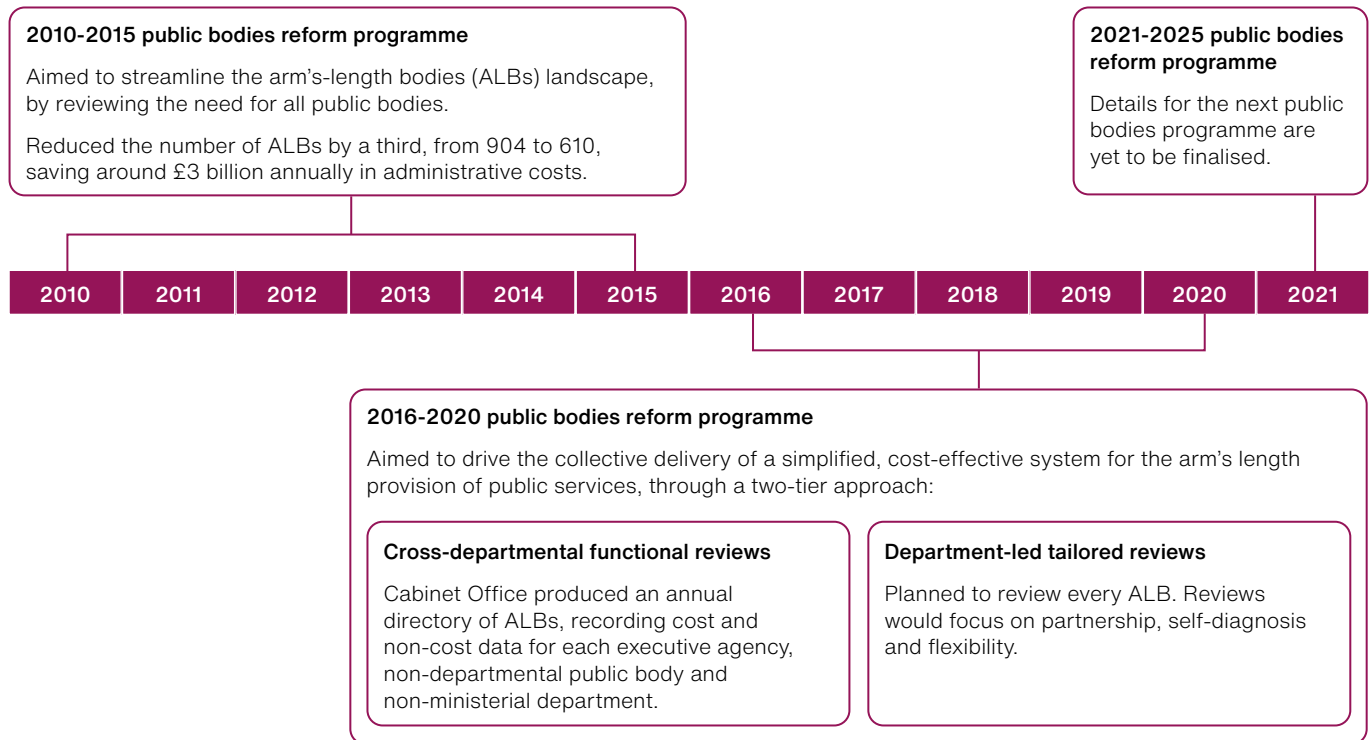 2010-2015 public bodies reform programme
Aimed to streamline the arm's-length bodies (ALBs) landscape,
by reviewing the need for all public bodies.
Reduced the number of ALBs by a third, from 904 to 610,
saving around £3 billion annually in administrative costs.
2021-2025 public bodies
reform programme
Details for the next public
bodies programme are
yet to be finalised.
2010 2011 2012 2013 2014 2015 2016 2017 2018 2019 2020 2021
2016-2020 public bodies reform programme
Aimed to drive the collective delivery of a simplified, cost-effective system for the arm's length
provision of public services, through a two-tier approach:
Cross-departmental functional reviews
Cabinet Office produced an annual
directory of ALBs, recording cost and
non-cost data for each executive agency,
non-departmental public body and
non-ministerial department.
Department-led tailored reviews
Planned to review every ALB. Reviews
would focus on partnership, self-diagnosis
and flexibility.